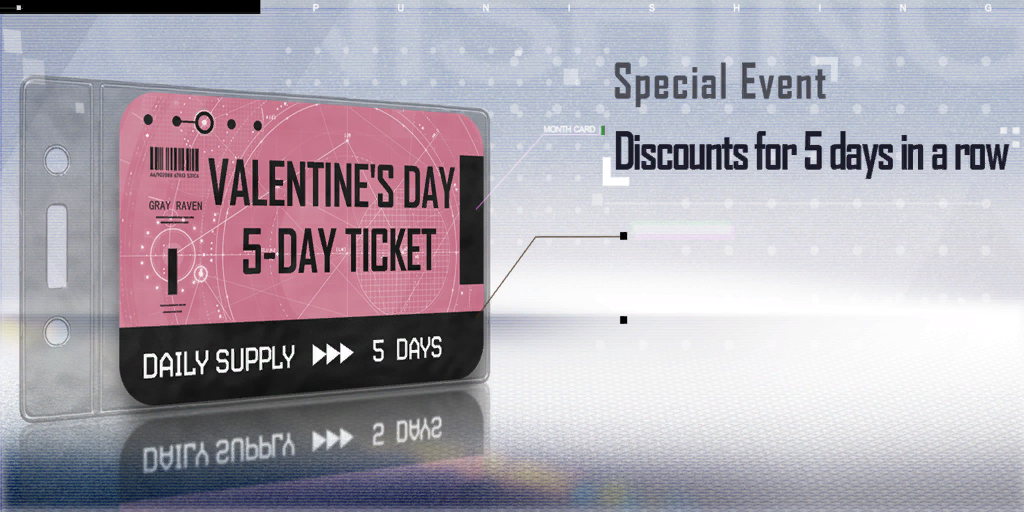 P U N I S H I N G
Special Event
MONTH CARD
Discounts for 5 days in a row
GRAY RAVEN
VALENTINE'S DAY
5-DAY TICKET
DAILY SUPPLY 5 DAYS